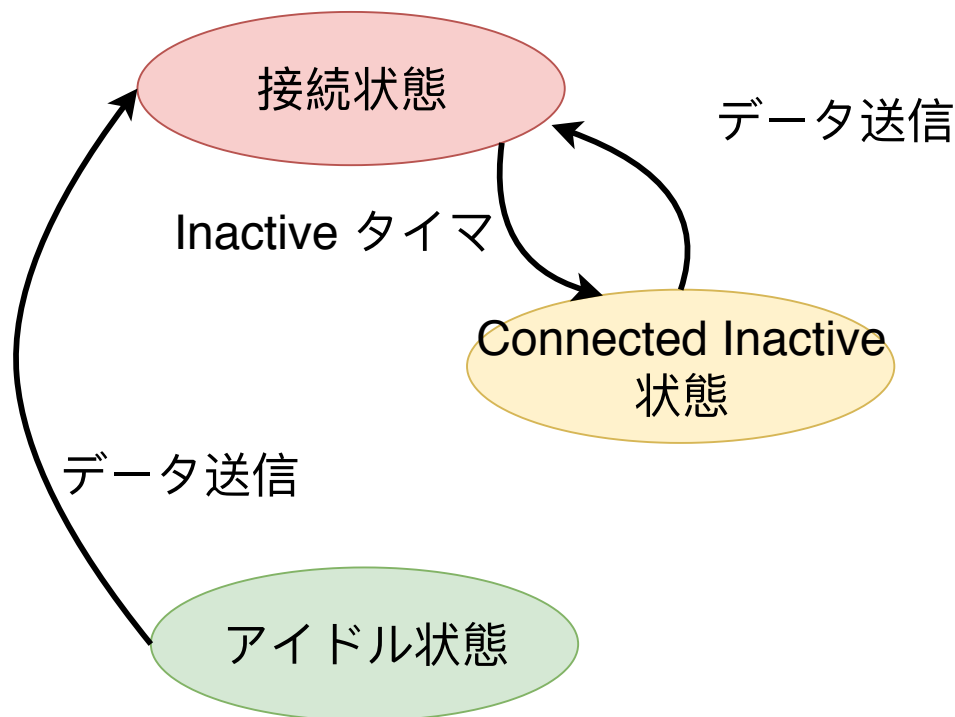 接続状態
データ送信
Inactive タイマ
Connected Inactive
状態
データ送信
アイドル状態